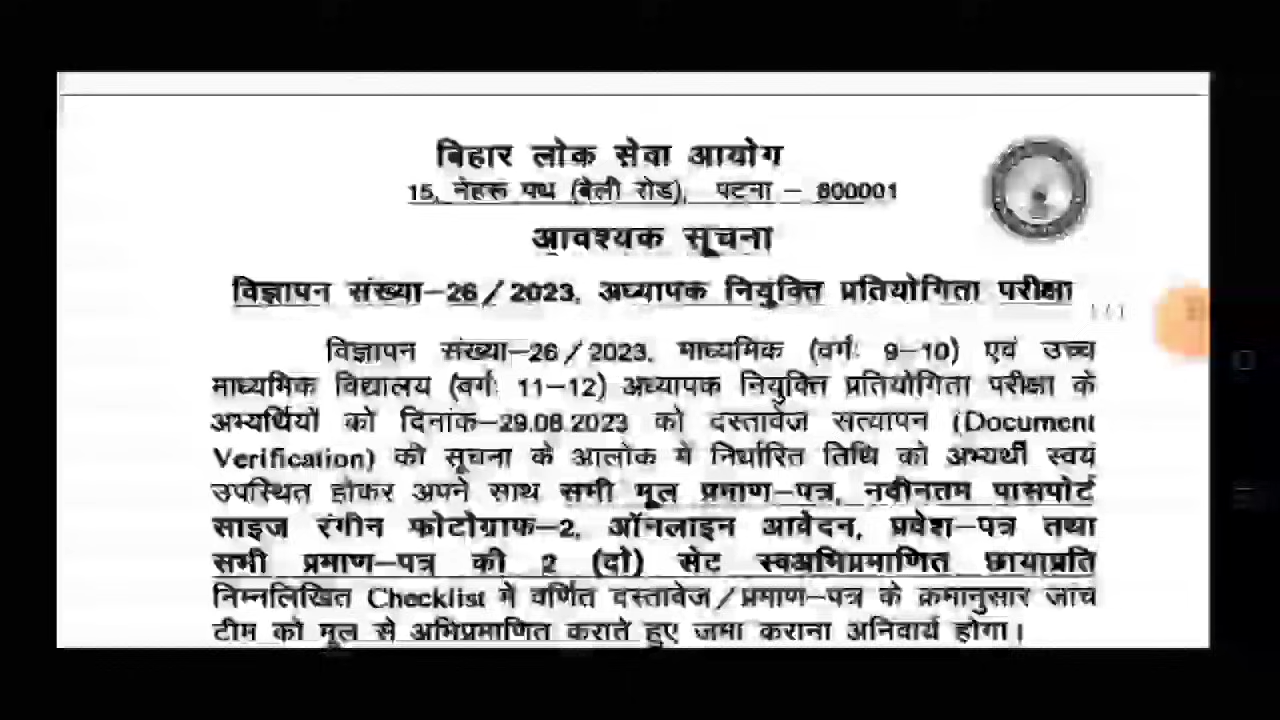 बिहार लोक सेवा आयोग
15, नेहरू पथ (बेली रोड), पटना – 800001
आवश्यक सूचना
विज्ञापन संख्या–26/2023, अध्यापक नियुक्ति प्रतियोगिता परीक्षा
विज्ञापन संख्या–26/2023, माध्यमिक (वर्गः 9–10) एवं उच्च
माध्यमिक विद्यालय (वर्गः 11–12) अध्यापक नियुक्ति प्रतियोगिता परीक्षा के
अभ्यर्थियों को दिनांक–29.08.2023 को दस्तावेज सत्यापन (Document
Verification) की सूचना के आलोक में निर्धारित तिथि को अभ्यर्थी स्वयं
उपस्थित होकर अपने साथ सभी मूल प्रमाण–पत्र, नवीनतम पासपोर्ट
साइज रंगीन फोटोग्राफ–2, ऑनलाइन आवेदन, प्रवेश–पत्र तथा
सभी प्रमाण–पत्र की 2 (दो) सेट स्वअभिप्रमाणित छायाप्रति
निम्नलिखित Checklist में वर्णित दस्तावेज/प्रमाण–पत्र के क्रमानुसार जांच
टीम को मूल से अभिप्रमाणित कराते हुए जमा कराना अनिवार्य होगा।